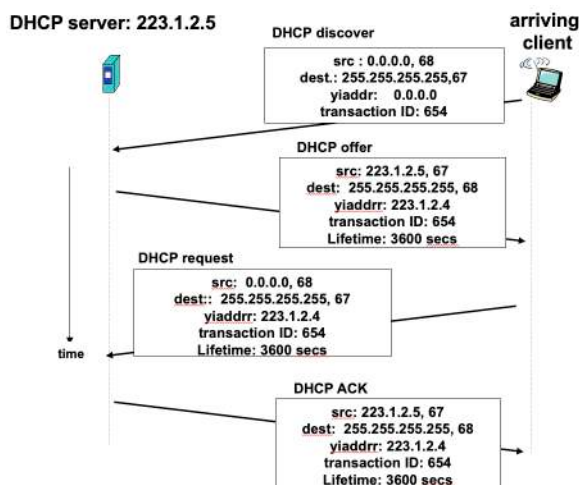 DHCP server: 223.1.2.5
arriving
client
DHCP discover
src : 0.0.0.0, 68
dest.: 255.255.255.255,67
yiaddr: 0.0.0.0
transaction ID: 654
DHCP offer
src: 223.1.2.5, 67
dest: 255.255.255.255, 68
yiaddrr: 223.1.2.4
transaction ID: 654
Lifetime: 3600 secs
DHCP request
src: 0.0.0.0, 68
dest:: 255.255.255.255, 67
yiaddrr: 223.1.2.4
transaction ID: 654
Lifetime: 3600 secs
time
DHCP ACK
src: 223.1.2.5, 67
dest: 255.255.255.255, 68
yiaddrr: 223.1.2.4
transaction ID: 654
Lifetime: 3600 secs